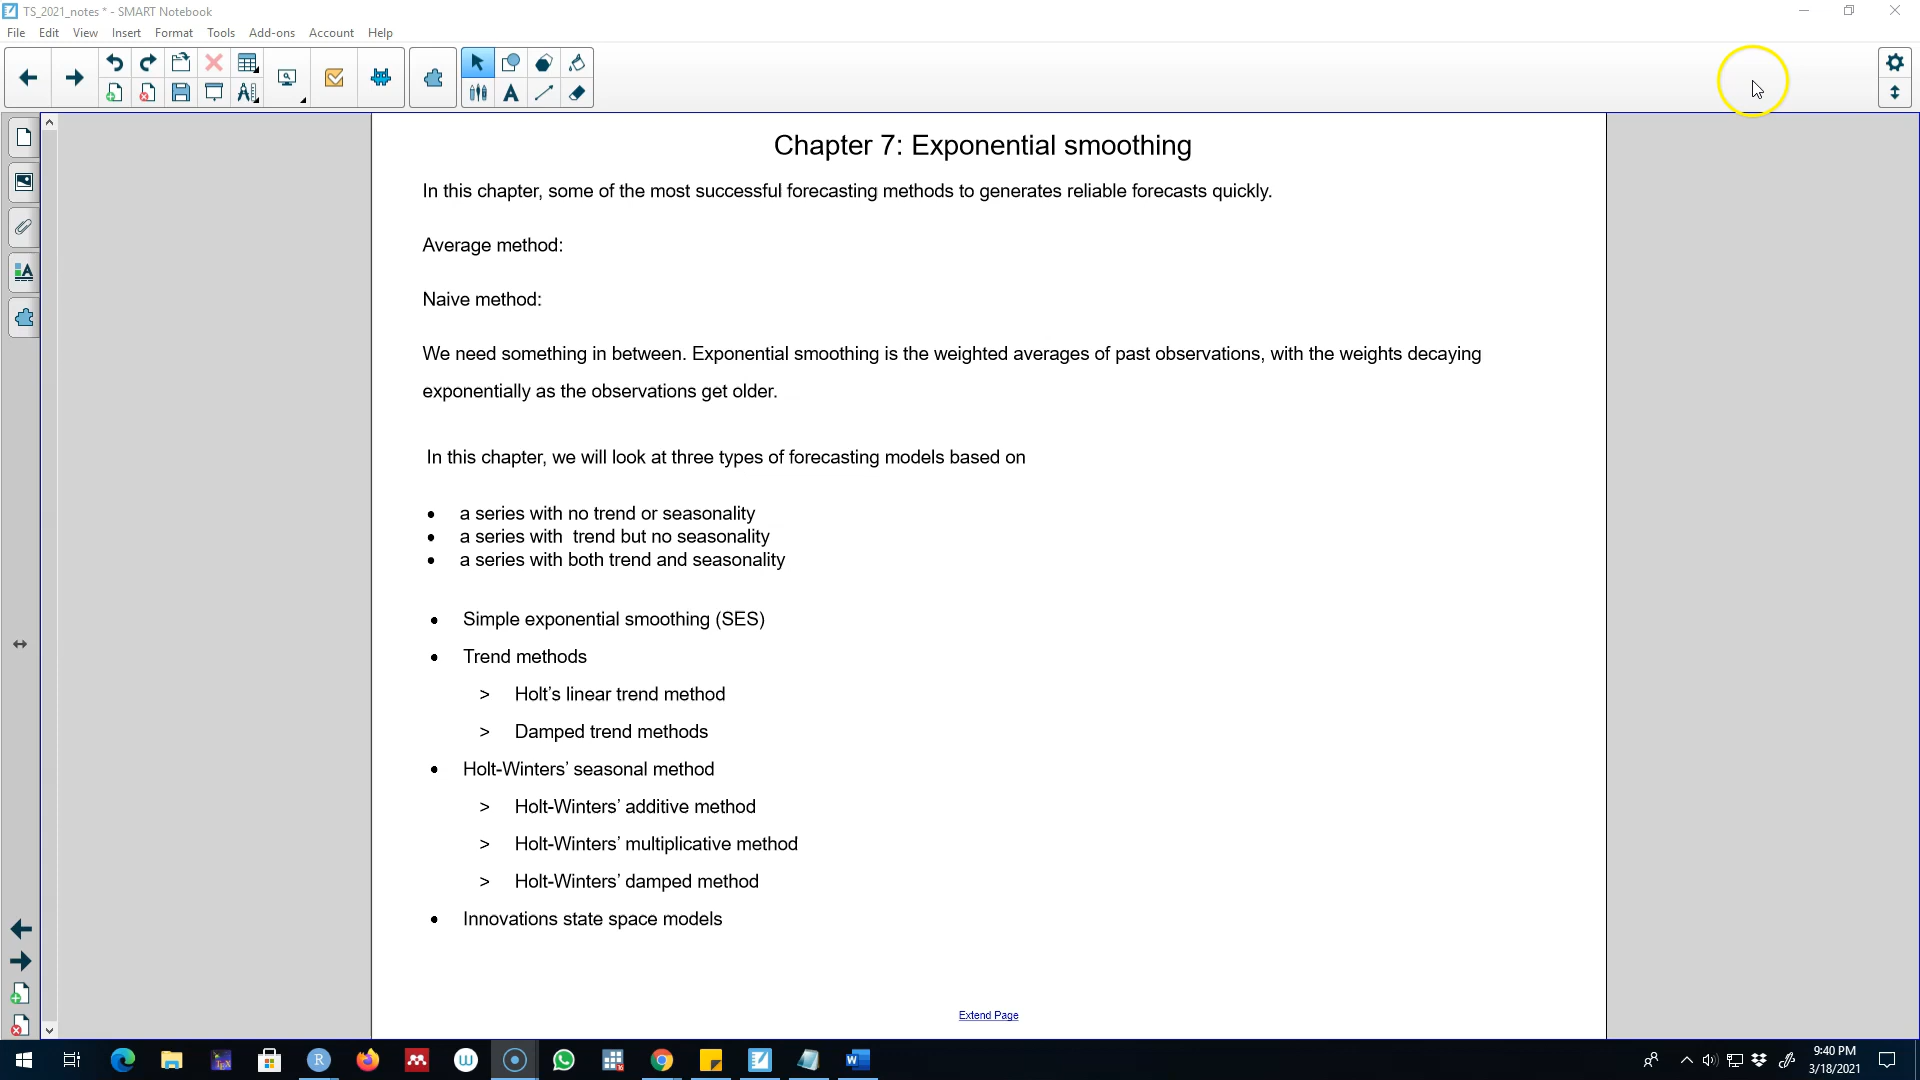 TS_2021_notes * - SMART Notebook
File Edit View Insert Format Tools Add-ons Account Help
Chapter 7: Exponential smoothing
In this chapter, some of the most successful forecasting methods to generates reliable forecasts quickly.
Average method:
Naive method:
We need something in between. Exponential smoothing is the weighted averages of past observations, with the weights decaying
exponentially as the observations get older.
In this chapter, we will look at three types of forecasting models based on
• a series with no trend or seasonality
• a series with  trend but no seasonality
• a series with both trend and seasonality
• Simple exponential smoothing (SES)
• Trend methods
> Holt’s linear trend method
> Damped trend methods
• Holt-Winters’ seasonal method
> Holt-Winters’ additive method
> Holt-Winters’ multiplicative method
> Holt-Winters’ damped method
• Innovations state space models
Extend Page
9:40 PM
3/18/2021